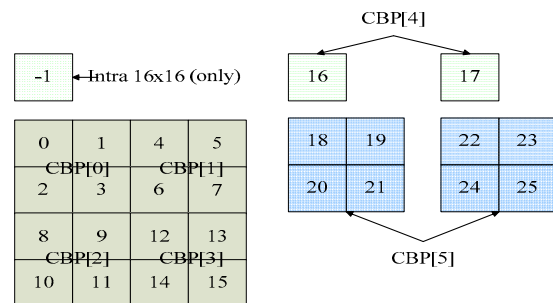 CBP[4]
-1 Intra 16x16 (only) 16 17
0 1 4 5 18 19 22 23
CBP[0] CBP[1]
2 3 6 7 20 21 24 25
8 9 12 13
CBP[2] CBP[3] CBP[5]
10 11 14 15